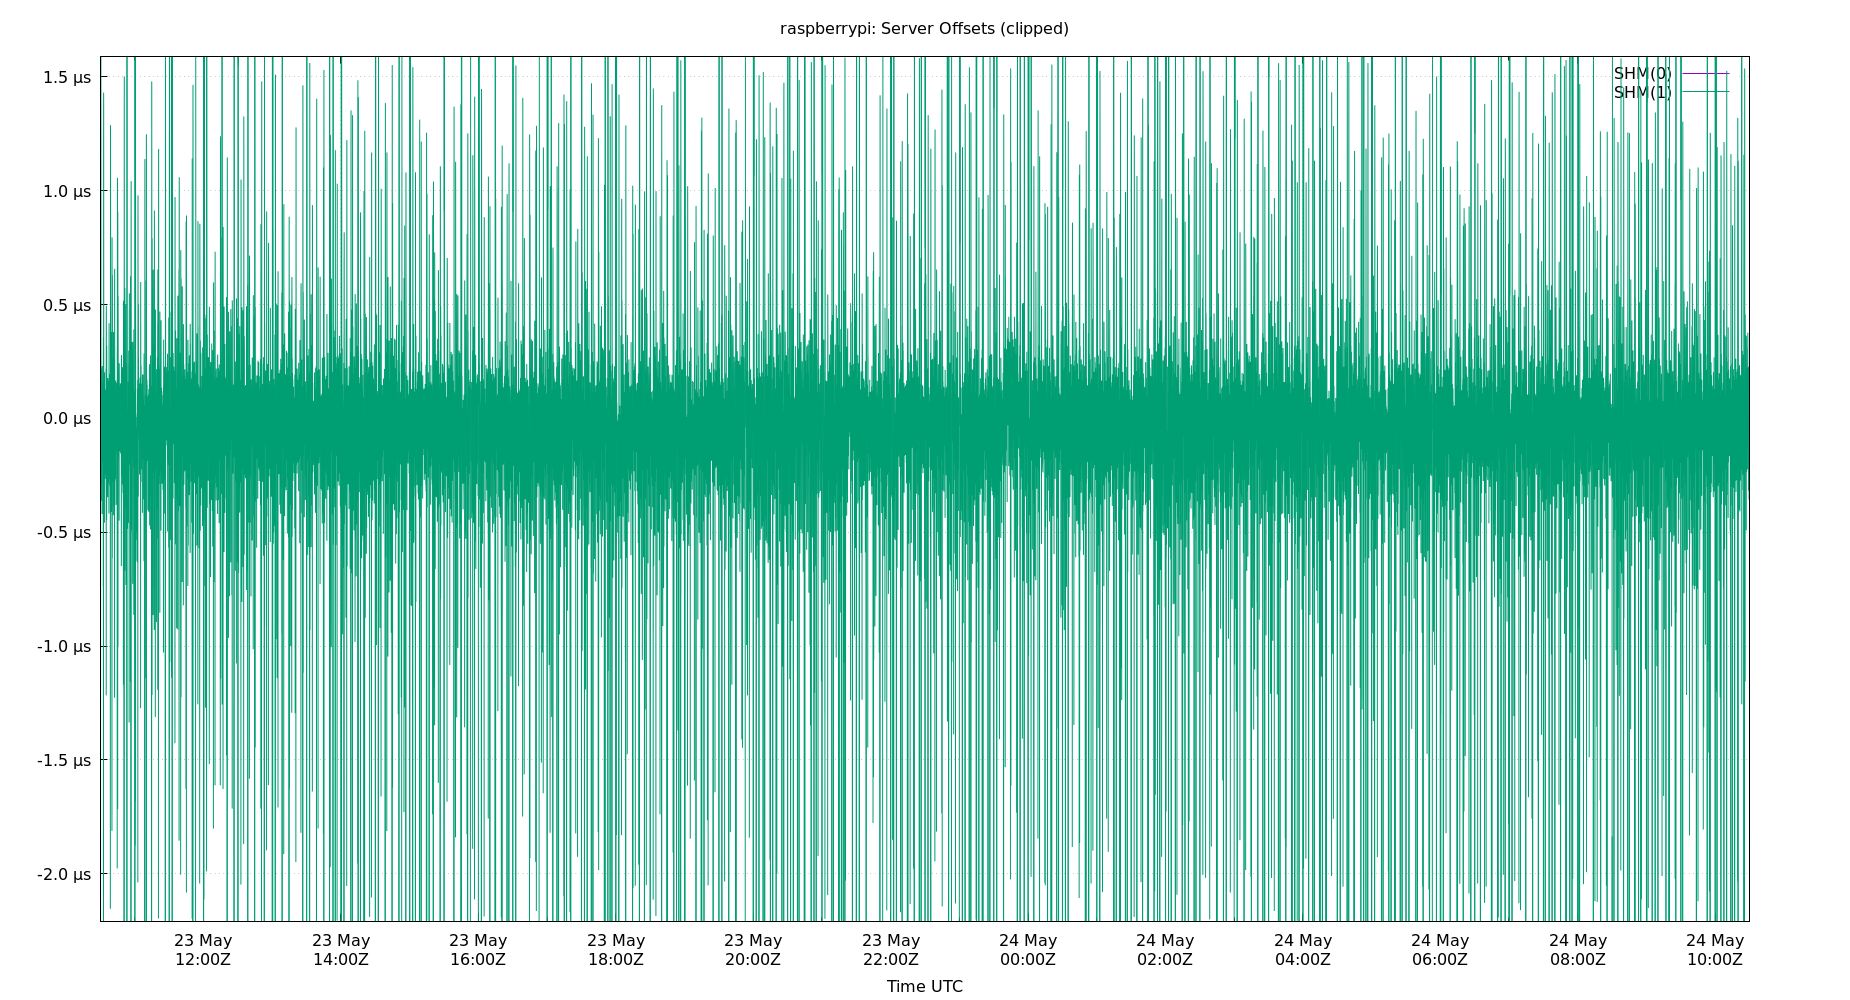 raspberrypi: Server Offsets (clipped)
1.5 µs
SHM(0)
SHM(1)
1.0 µs
0.5 µs
0.0 µs
-0.5 µs
-1.0 µs
-1.5 µs
-2.0 µs
23 May 23 May 23 May 23 May 23 May 23 May 24 May 24 May 24 May 24 May 24 May 24 May
12:00Z 14:00Z 16:00Z 18:00Z 20:00Z 22:00Z 00:00Z 02:00Z 04:00Z 06:00Z 08:00Z 10:00Z
Time UTC